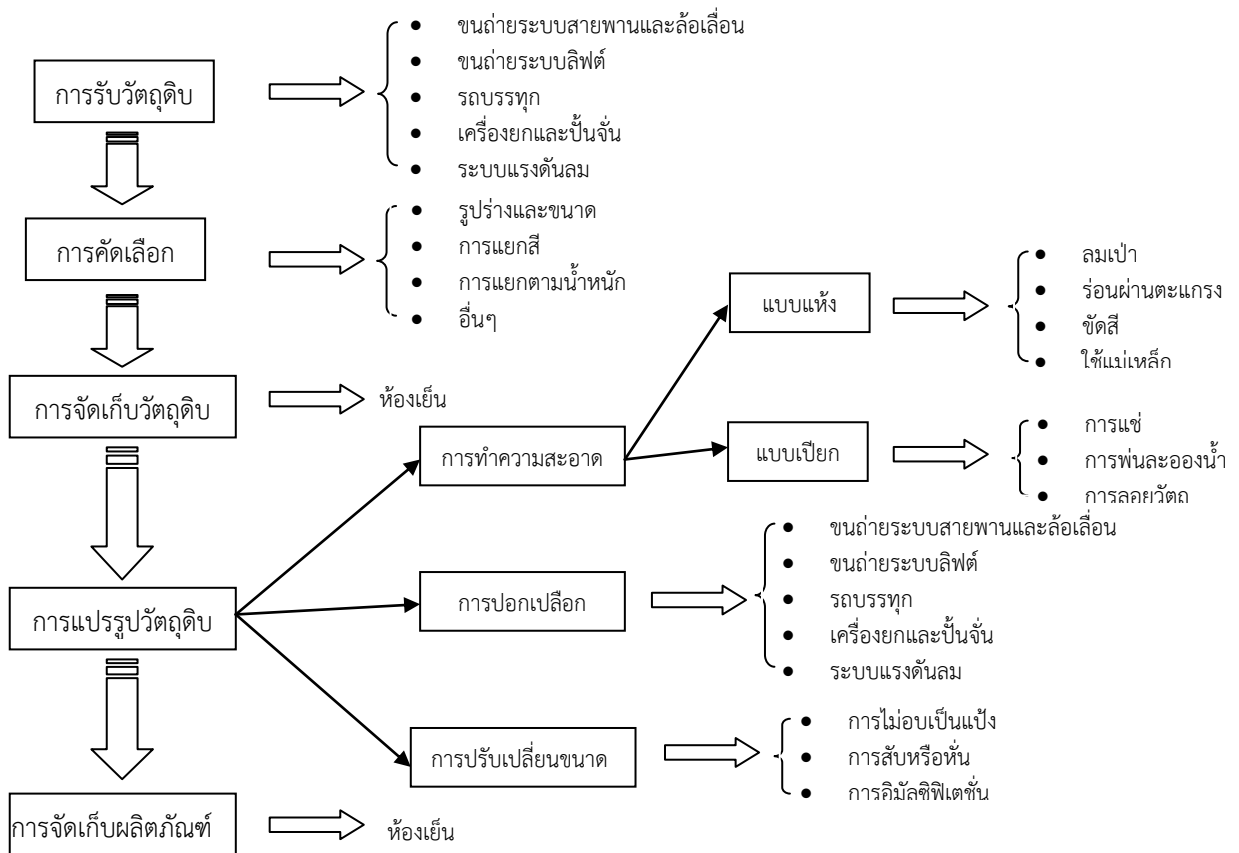 การรับวัตถุดิบ
ขนถ่ายระบบสายพานและล้อเลื่อน
ขนถ่ายระบบลิฟต์
รถบรรทุก
เครื่องยกและปั้นจั่น
ระบบแรงดันลม
การคัดเลือก
รูปร่างและขนาด
การแยกสี
การแยกตามน้ำหนัก
อื่นๆ
การจัดเก็บวัตถุดิบ
ห้องเย็น
การแปรรูปวัตถุดิบ
การทำความสะอาด
แบบแห้ง
ลมเป่า
ร่อนผ่านตะแกรง
ขัดสี
ใช้แม่เหล็ก
แบบเปียก
การแช่
การพ่นละอองน้ำ
การลอยวัตถ
การปอกเปลือก
ขนถ่ายระบบสายพานและล้อเลื่อน
ขนถ่ายระบบลิฟต์
รถบรรทุก
เครื่องยกและปั้นจั่น
ระบบแรงดันลม
การปรับเปลี่ยนขนาด
การไม่อบเป็นแป้ง
การสับหรือหั่น
การอิมัลซิฟิเตชั่น
การจัดเก็บผลิตภัณฑ์
ห้องเย็น